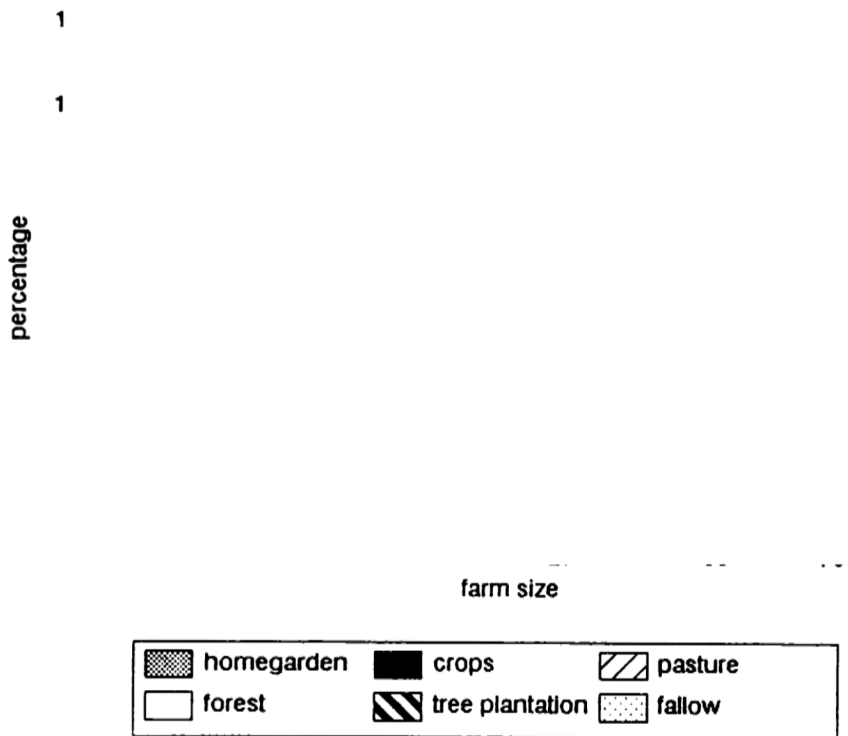 1
1
percentage
farm size
homegarden crops pasture
forest tree plantation fallow